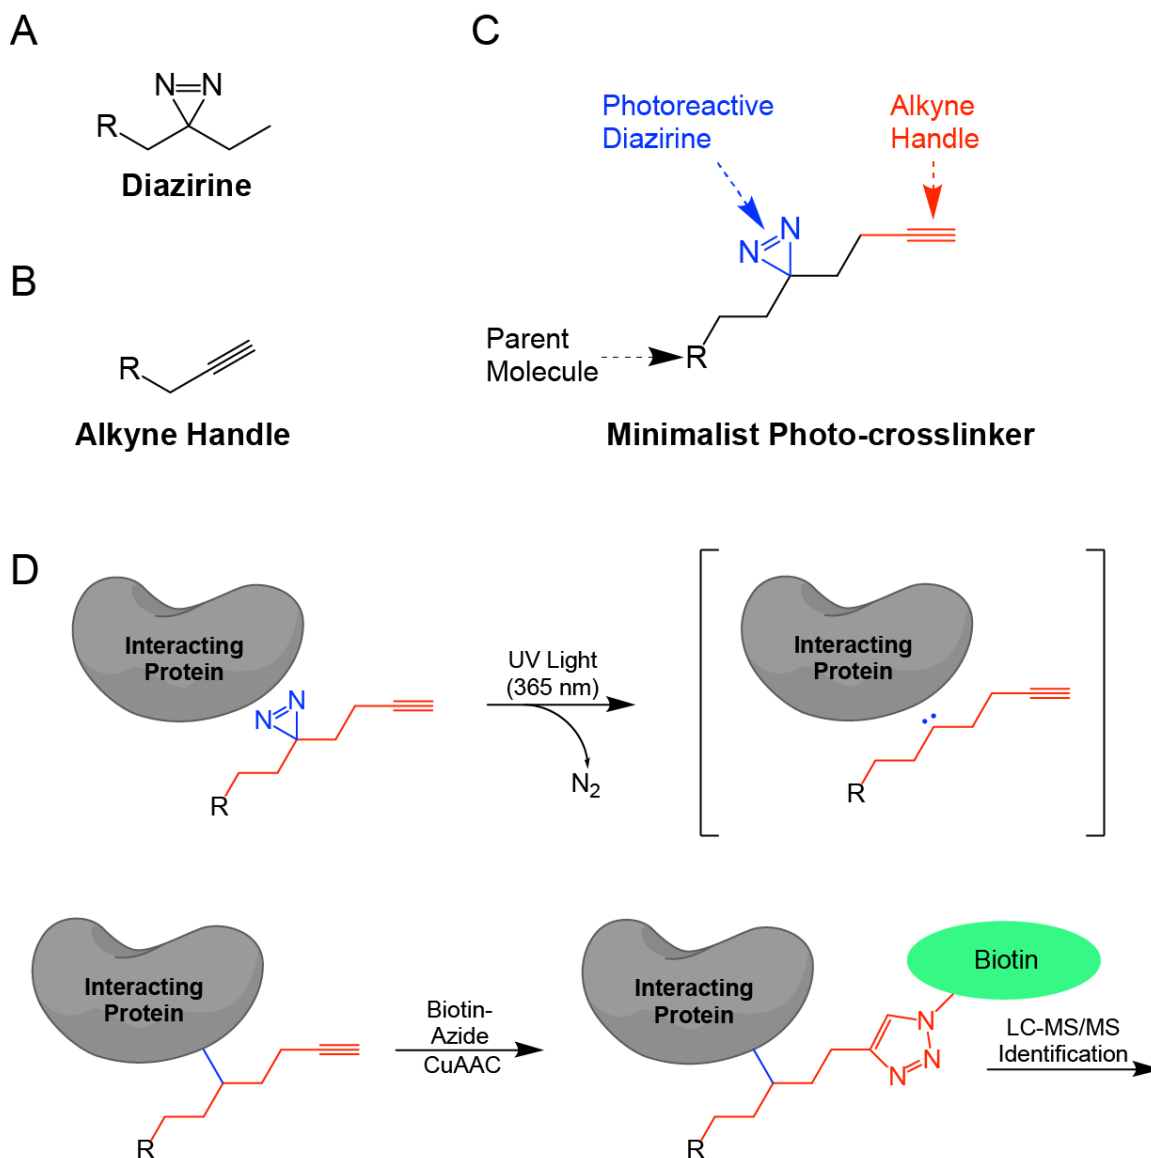 A
N=N
R
Diazirine
B
R
Alkyne Handle
C
Photoreactive
Diazirine
Alkyne
Handle
N
N
Parent
Molecule
R
Minimalist Photo-crosslinker
D
Interacting
Protein
N
N
R
UV Light
(365 nm)
N₂
Interacting
Protein
R
Interacting
Protein
R
Biotin-
Azide
CuAAC
Interacting
Protein
R
N
N
N
Biotin
LC-MS/MS
Identification